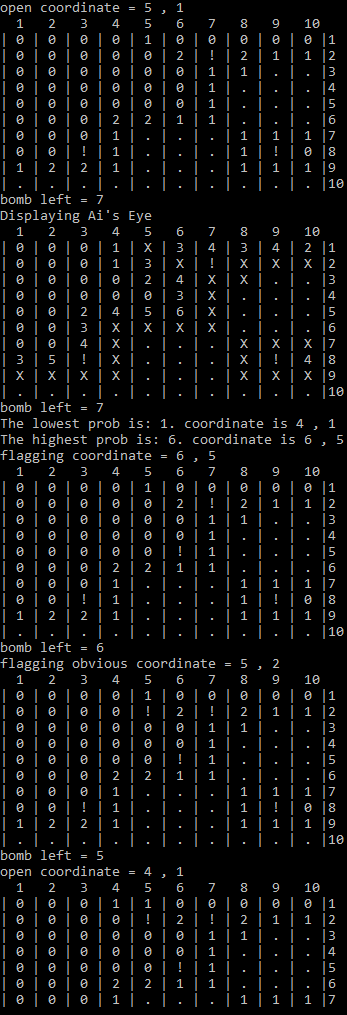 open coordinate = 5 , 1
1 2 3 4 5 6 7 8 9 10
| 0 | 0 | 0 | 0 | 1 | 0 | 0 | 0 | 0 | 0 |1
| 0 | 0 | 0 | 0 | 0 | 2 | ! | 2 | 1 | 1 |2
| 0 | 0 | 0 | 0 | 0 | 0 | 1 | 1 | . | . |3
| 0 | 0 | 0 | 0 | 0 | 0 | 1 | . | . | . |4
| 0 | 0 | 0 | 0 | 0 | 0 | 1 | . | . | . |5
| 0 | 0 | 0 | 2 | 2 | 1 | 1 | . | . | . |6
| 0 | 0 | 0 | 1 | . | . | . | 1 | 1 | 1 |7
| 0 | 0 | ! | 1 | . | . | . | 1 | ! | 0 |8
| 1 | 2 | 2 | 1 | . | . | . | 1 | 1 | 1 |9
| . | . | . | . | . | . | . | . | . | . |10
bomb left = 7
Displaying Ai's Eye
1 2 3 4 5 6 7 8 9 10
| 0 | 0 | 0 | 1 | X | 3 | 4 | 3 | 4 | 2 |1
| 0 | 0 | 0 | 1 | 3 | X | ! | X | X | X |2
| 0 | 0 | 0 | 0 | 2 | 4 | X | X | . | . |3
| 0 | 0 | 0 | 0 | 0 | 3 | X | . | . | . |4
| 0 | 0 | 2 | 4 | 5 | 6 | X | . | . | . |5
| 0 | 0 | 3 | X | X | X | X | . | . | . |6
| 0 | 0 | 4 | X | . | . | . | X | X | X |7
| 3 | 5 | ! | X | . | . | . | X | ! | 4 |8
| X | X | X | X | . | . | . | X | X | X |9
| . | . | . | . | . | . | . | . | . | . |10
bomb left = 7
The lowest prob is: 1. coordinate is 4 , 1
The highest prob is: 6. coordinate is 6 , 5
flagging coordinate = 6 , 5
1 2 3 4 5 6 7 8 9 10
| 0 | 0 | 0 | 0 | 1 | 0 | 0 | 0 | 0 | 0 |1
| 0 | 0 | 0 | 0 | 0 | 2 | ! | 2 | 1 | 1 |2
| 0 | 0 | 0 | 0 | 0 | 0 | 1 | 1 | . | . |3
| 0 | 0 | 0 | 0 | 0 | 0 | 1 | . | . | . |4
| 0 | 0 | 0 | 0 | 0 | ! | 1 | . | . | . |5
| 0 | 0 | 0 | 2 | 2 | 1 | 1 | . | . | . |6
| 0 | 0 | 0 | 1 | . | . | . | 1 | 1 | 1 |7
| 0 | 0 | ! | 1 | . | . | . | 1 | ! | 0 |8
| 1 | 2 | 2 | 1 | . | . | . | 1 | 1 | 1 |9
| . | . | . | . | . | . | . | . | . | . |10
bomb left = 6
flagging obvious coordinate = 5 , 2
1 2 3 4 5 6 7 8 9 10
| 0 | 0 | 0 | 0 | 1 | 0 | 0 | 0 | 0 | 0 |1
| 0 | 0 | 0 | 0 | ! | 2 | ! | 2 | 1 | 1 |2
| 0 | 0 | 0 | 0 | 0 | 0 | 1 | 1 | . | . |3
| 0 | 0 | 0 | 0 | 0 | 0 | 1 | . | . | . |4
| 0 | 0 | 0 | 0 | 0 | ! | 1 | . | . | . |5
| 0 | 0 | 0 | 2 | 2 | 1 | 1 | . | . | . |6
| 0 | 0 | 0 | 1 | . | . | . | 1 | 1 | 1 |7
| 0 | 0 | ! | 1 | . | . | . | 1 | ! | 0 |8
| 1 | 2 | 2 | 1 | . | . | . | 1 | 1 | 1 |9
| . | . | . | . | . | . | . | . | . | . |10
bomb left = 5
open coordinate = 4 , 1
1 2 3 4 5 6 7 8 9 10
| 0 | 0 | 0 | 1 | 1 | 0 | 0 | 0 | 0 | 0 |1
| 0 | 0 | 0 | 0 | ! | 2 | ! | 2 | 1 | 1 |2
| 0 | 0 | 0 | 0 | 0 | 0 | 1 | 1 | . | . |3
| 0 | 0 | 0 | 0 | 0 | 0 | 1 | . | . | . |4
| 0 | 0 | 0 | 0 | 0 | ! | 1 | . | . | . |5
| 0 | 0 | 0 | 2 | 2 | 1 | 1 | . | . | . |6
| 0 | 0 | 0 | 1 | . | . | . | 1 | 1 | 1 |7